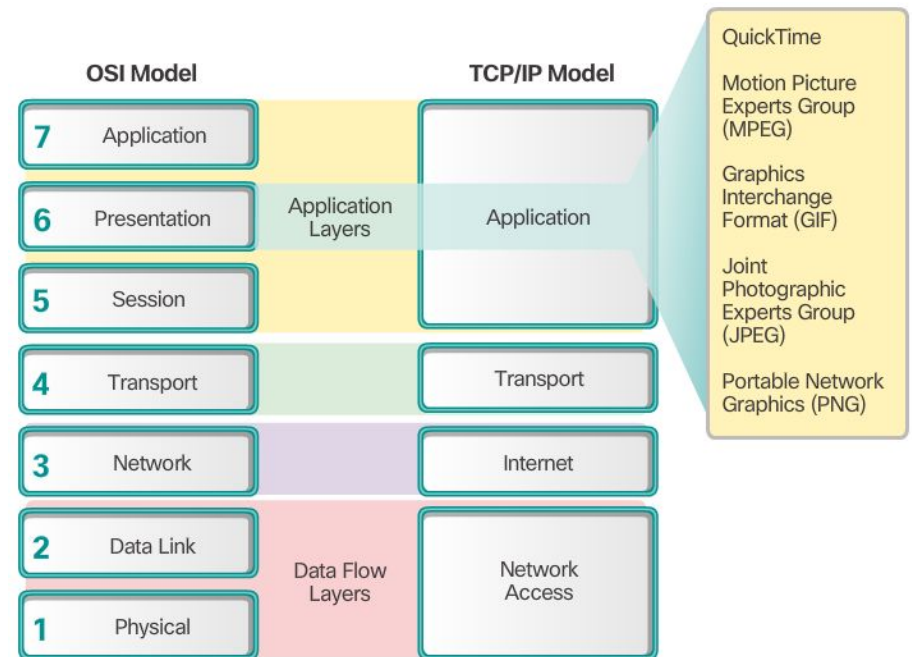 OSI Model
TCP/IP Model
7 Application
6 Presentation
5 Session
4 Transport
3 Network
2 Data Link
1 Physical
Application
Layers
Data Flow
Layers
Application
Transport
Internet
Network
Access
QuickTime
Motion Picture
Experts Group
(MPEG)
Graphics
Interchange
Format (GIF)
Joint
Photographic
Experts Group
(JPEG)
Portable Network
Graphics (PNG)